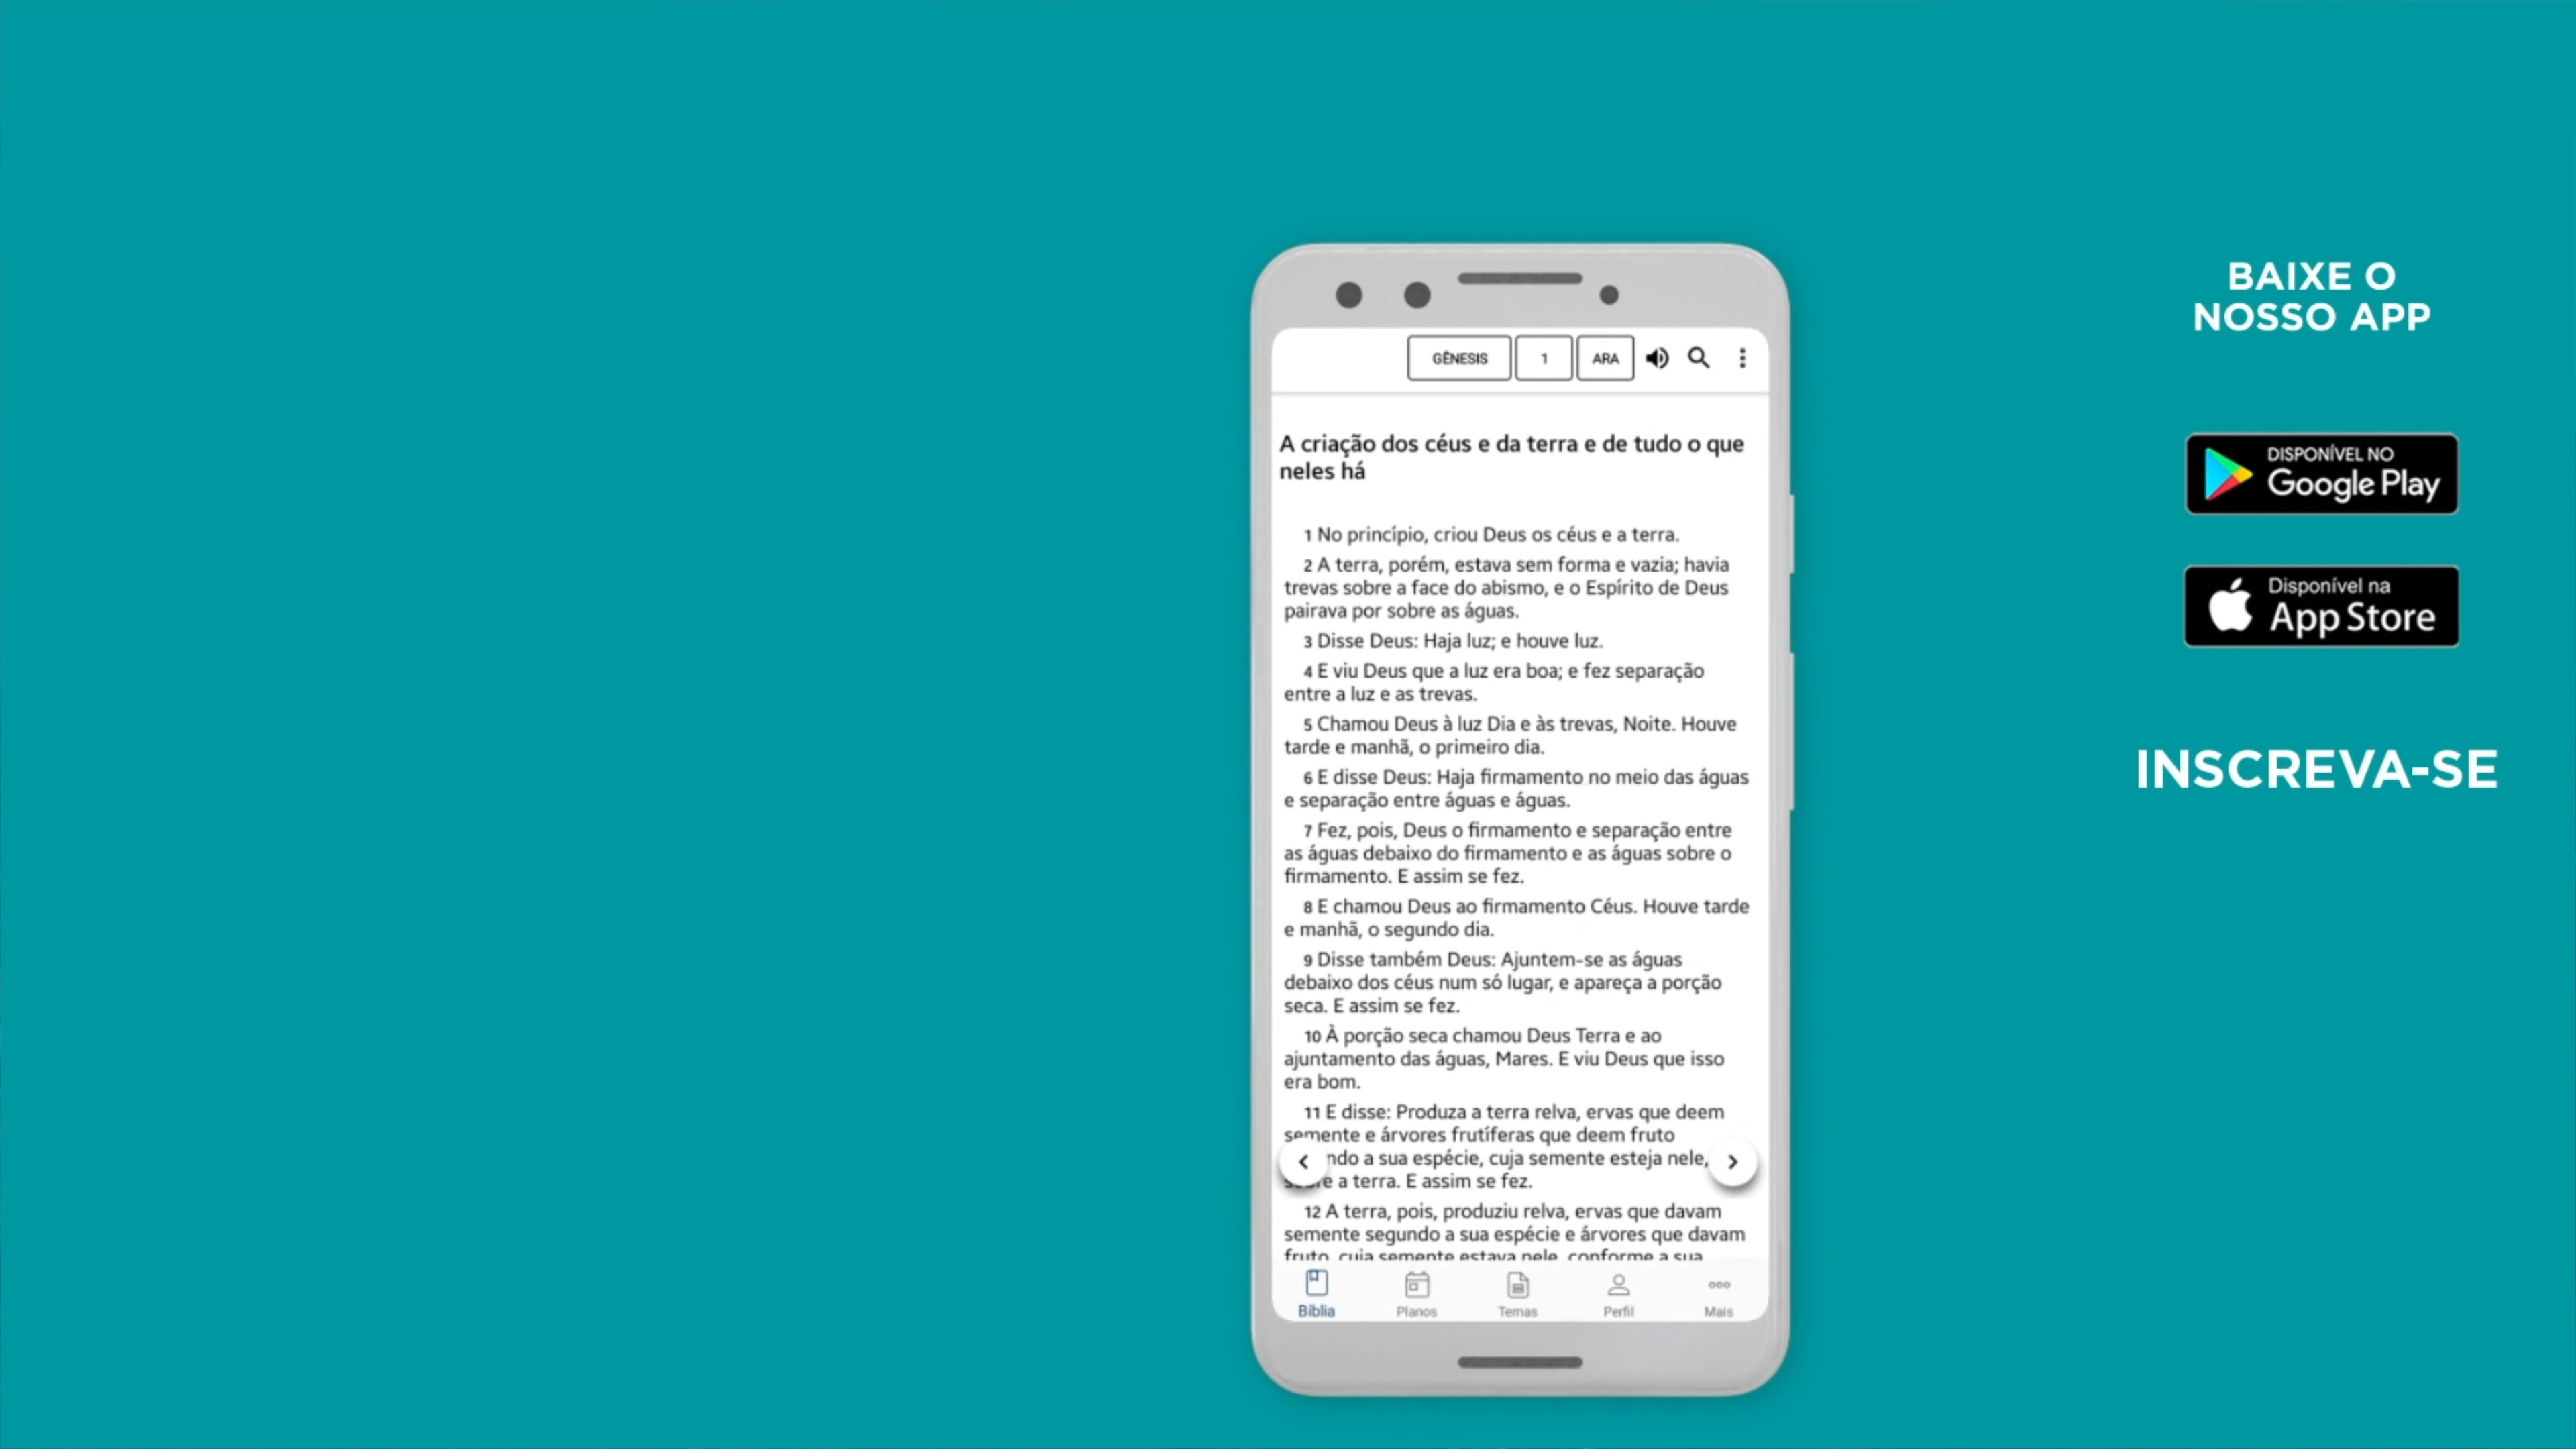 GÊNESIS 1 ARA
A criação dos céus e da terra e de tudo o que
neles há
1 No princípio, criou Deus os céus e a terra.
2 A terra, porém, estava sem forma e vazia; havia
trevas sobre a face do abismo, e o Espírito de Deus
pairava por sobre as águas.
3 Disse Deus: Haja luz; e houve luz.
4 E viu Deus que a luz era boa; e fez separação
entre a luz e as trevas.
5 Chamou Deus à luz Dia e às trevas, Noite. Houve
tarde e manhã, o primeiro dia.
6 E disse Deus: Haja firmamento no meio das águas
e separação entre águas e águas.
7 Fez, pois, Deus o firmamento e separação entre
as águas debaixo do firmamento e as águas sobre o
firmamento. E assim se fez.
8 E chamou Deus ao firmamento Céus. Houve tarde
e manhã, o segundo dia.
9 Disse também Deus: Ajuntem-se as águas
debaixo dos céus num só lugar, e apareça a porção
seca. E assim se fez.
10 À porção seca chamou Deus Terra e ao
ajuntamento das águas, Mares. E viu Deus que isso
era bom.
11 E disse: Produza a terra relva, ervas que deem
semente e árvores frutíferas que deem fruto
ndo a sua espécie, cuja semente esteja nele,
a terra. E assim se fez.
12 A terra, pois, produziu relva, ervas que davam
semente segundo a sua espécie e árvores que davam
fruto, cuja semente estava nele, conforme a sua
Bíblia Planos Temas Perfil Mais
BAIXE O
NOSSO APP
DISPONÍVEL NO
Google Play
Disponível na
App Store
INSCREVA-SE